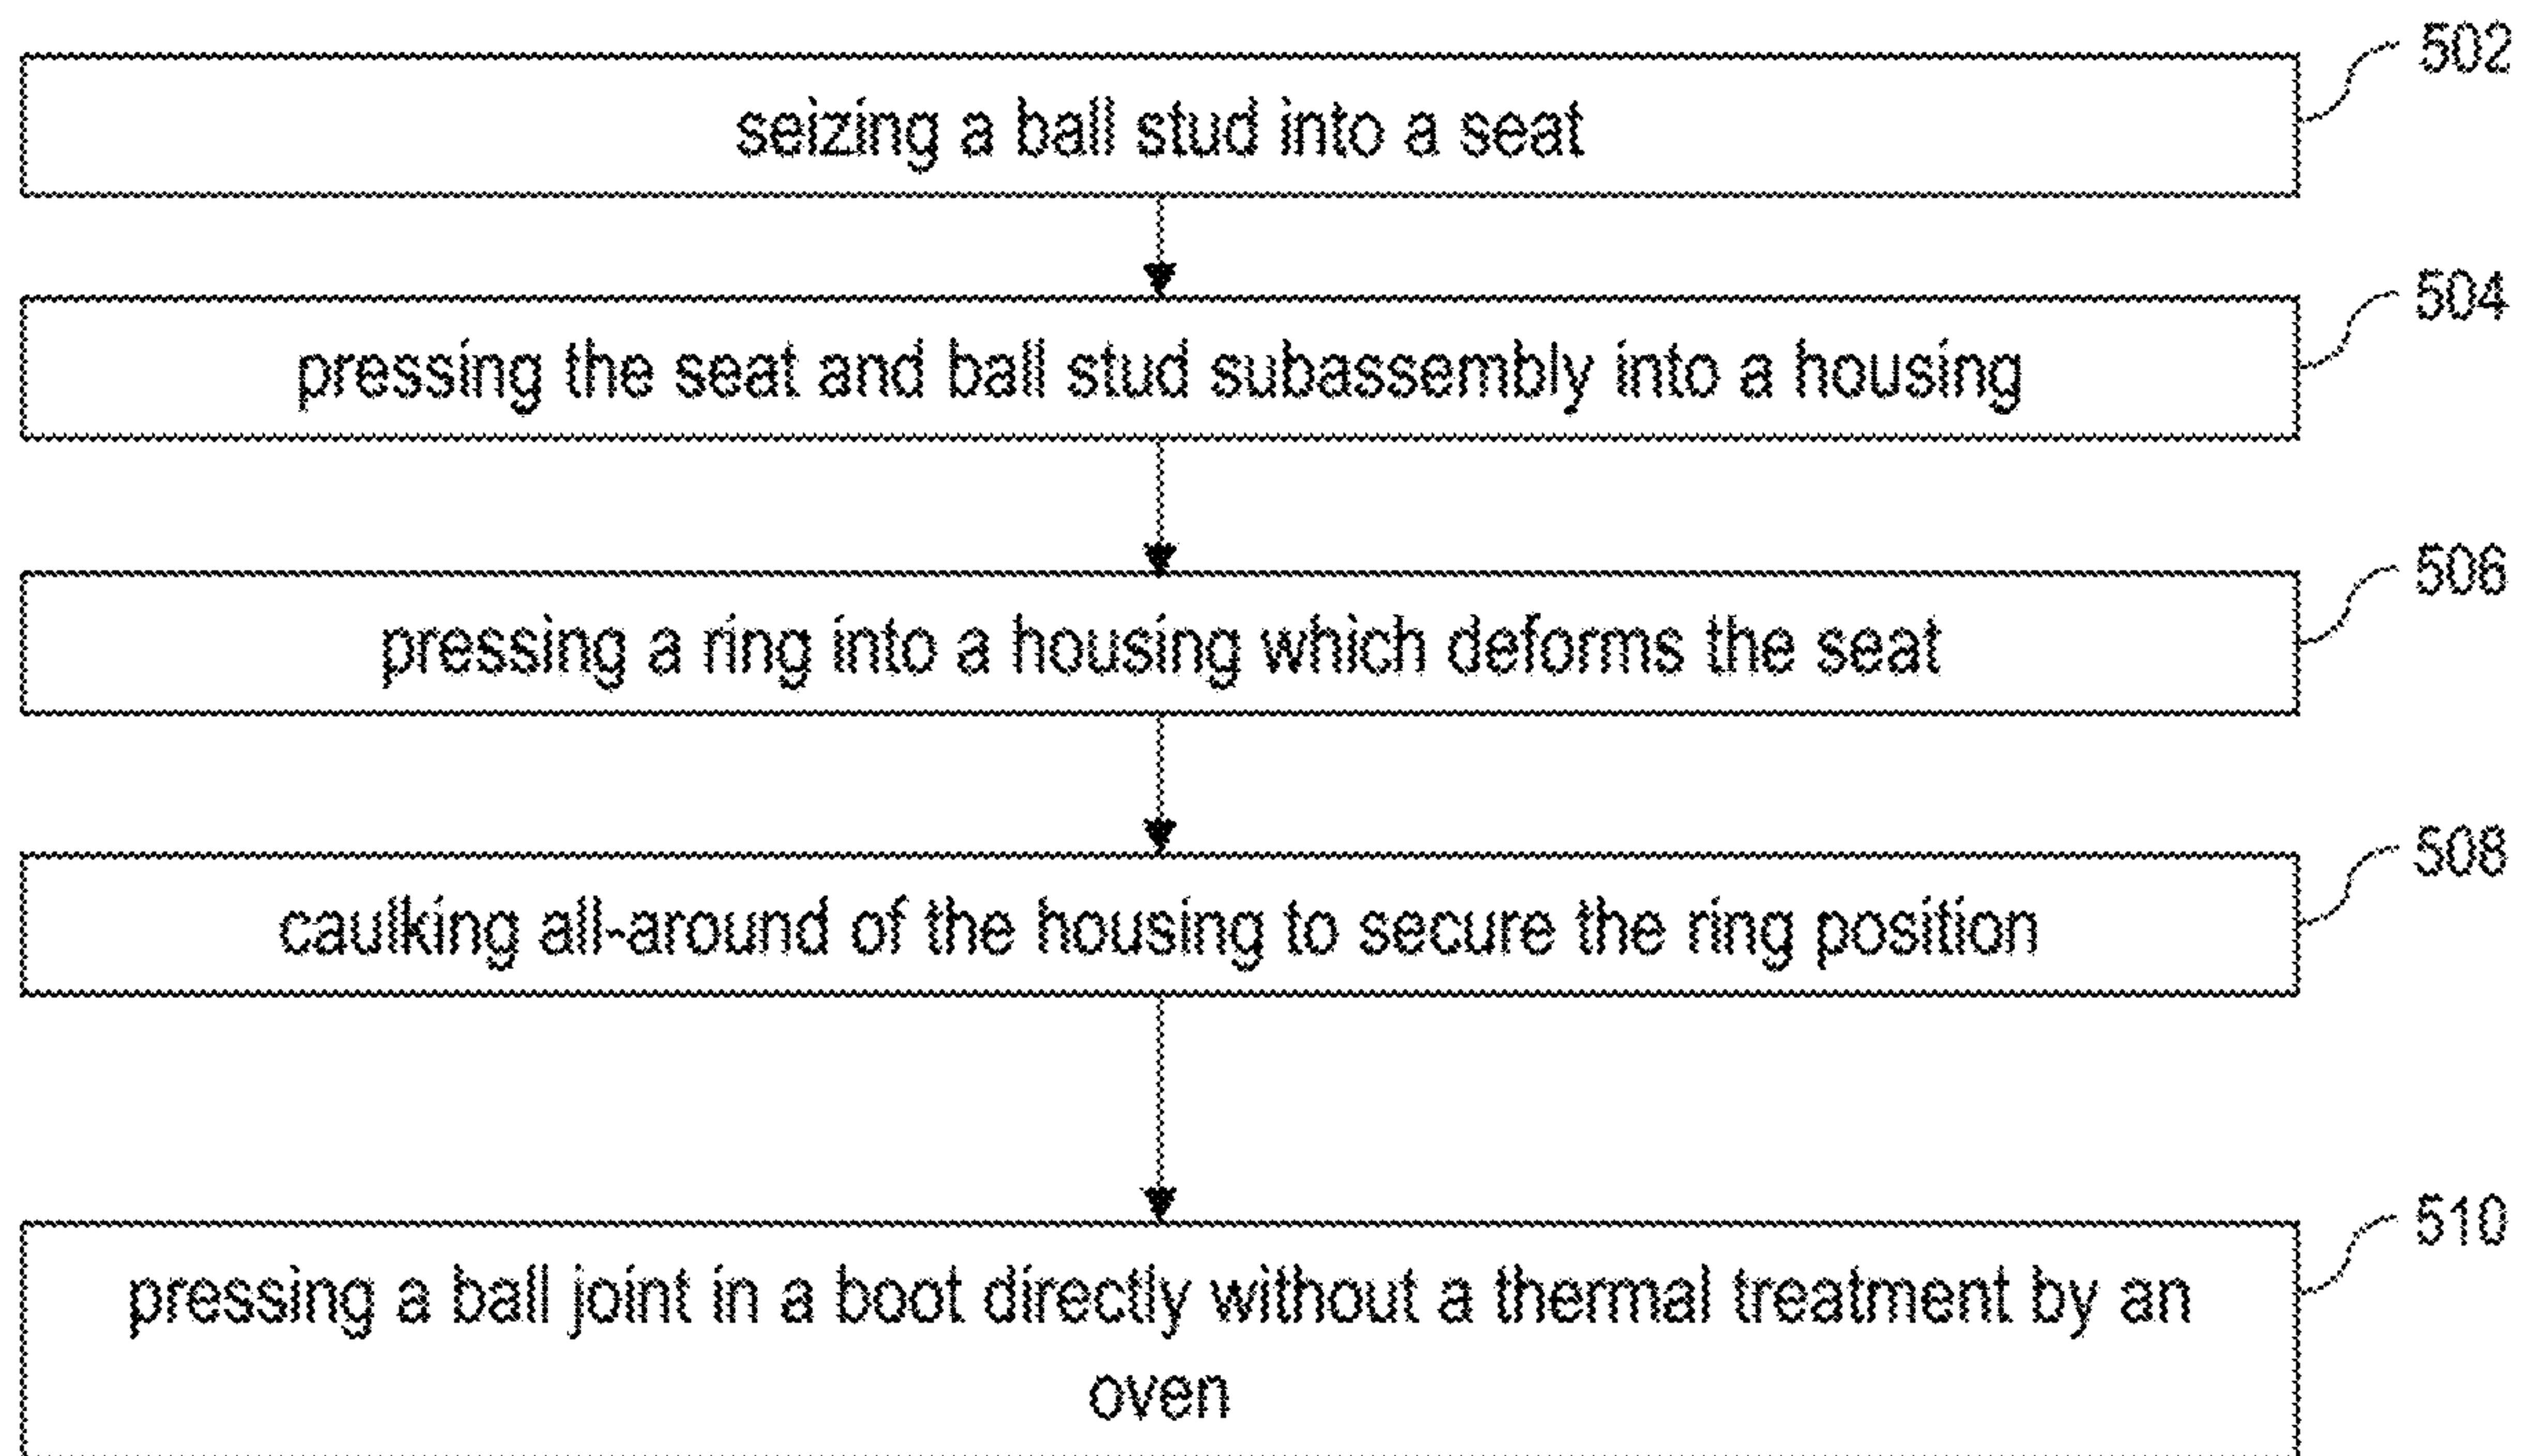 502
seizing a ball stud into a seat
504
pressing the seat and ball stud subassembly into a housing
506
pressing a ring into a housing which deforms the seat
508
caulking all-around of the housing to secure the ring position
510
pressing a ball joint in a boot directly without a thermal treatment by an
oven